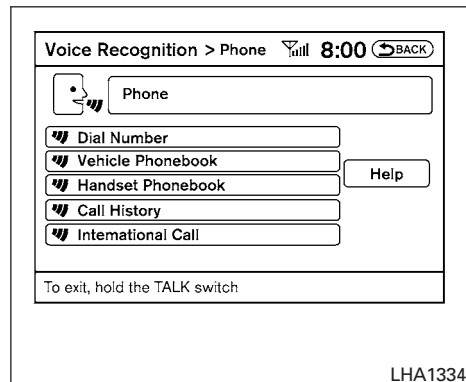 Voice Recognition > Phone 8:00 BACK
Phone
Dial Number
Vehicle Phonebook
Handset Phonebook
Help
Call History
International Call
To exit, hold the TALK switch
LHA1334